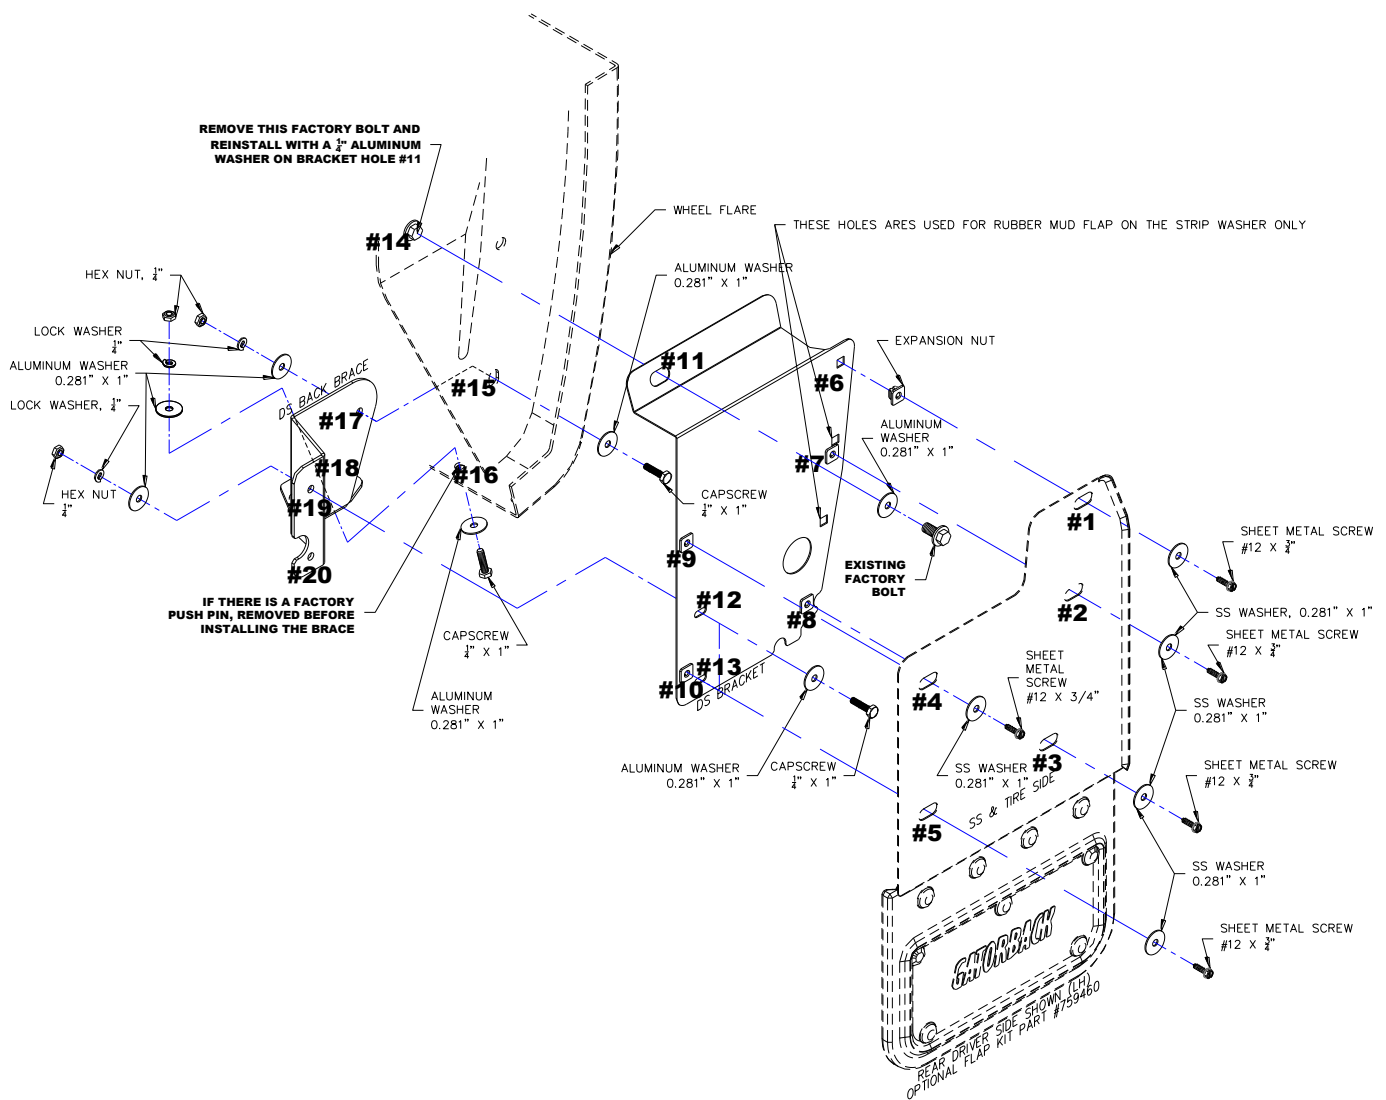 REMOVE THIS FACTORY BOLT AND
REINSTALL WITH A 1/4" ALUMINUM
WASHER ON BRACKET HOLE #11
WHEEL FLARE
THESE HOLES ARES USED FOR RUBBER MUD FLAP ON THE STRIP WASHER ONLY
#14
ALUMINUM WASHER
0.281" X 1"
HEX NUT, 1/4"
LOCK WASHER
1/4"
ALUMINUM WASHER
0.281" X 1"
LOCK WASHER, 1/4"
HEX NUT
1/4"
DS BACK BRACE
#17
#18
#19
#20
#15
#16
#11
#6
EXPANSION NUT
ALUMINUM
WASHER
0.281" X 1"
#7
CAPSCREW
1/4" X 1"
#9
EXISTING
FACTORY
BOLT
#1
SHEET METAL SCREW
#12 X 3/4"
IF THERE IS A FACTORY
PUSH PIN, REMOVED BEFORE
INSTALLING THE BRACE
#12
#8
#2
SS WASHER, 0.281" X 1"
SHEET METAL SCREW
#12 X 3/4"
CAPSCREW
1/4" X 1"
#13
#10
DS BRACKET
ALUMINUM
WASHER
0.281" X 1"
SHEET
METAL
SCREW
#12 X 3/4"
#4
SS WASHER
0.281" X 1"
#3
ALUMINUM WASHER
0.281" X 1"
CAPSCREW
1/4" X 1"
SS WASHER
0.281" X 1"
SHEET METAL SCREW
#12 X 3/4"
SS & TIRE SIDE
#5
SS WASHER
0.281" X 1"
SHEET METAL SCREW
#12 X 3/4"
GATORBACK
REAR DRIVER SIDE SHOWN (LH)
OPTIONAL FLAP KIT PART #759460